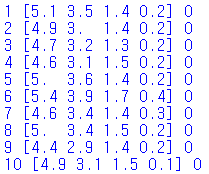 1 [5.1 3.5 1.4 0.2] 0
2 [4.9 3.  1.4 0.2] 0
3 [4.7 3.2 1.3 0.2] 0
4 [4.6 3.1 1.5 0.2] 0
5 [5.  3.6 1.4 0.2] 0
6 [5.4 3.9 1.7 0.4] 0
7 [4.6 3.4 1.4 0.3] 0
8 [5.  3.4 1.5 0.2] 0
9 [4.4 2.9 1.4 0.2] 0
10 [4.9 3.1 1.5 0.1] 0